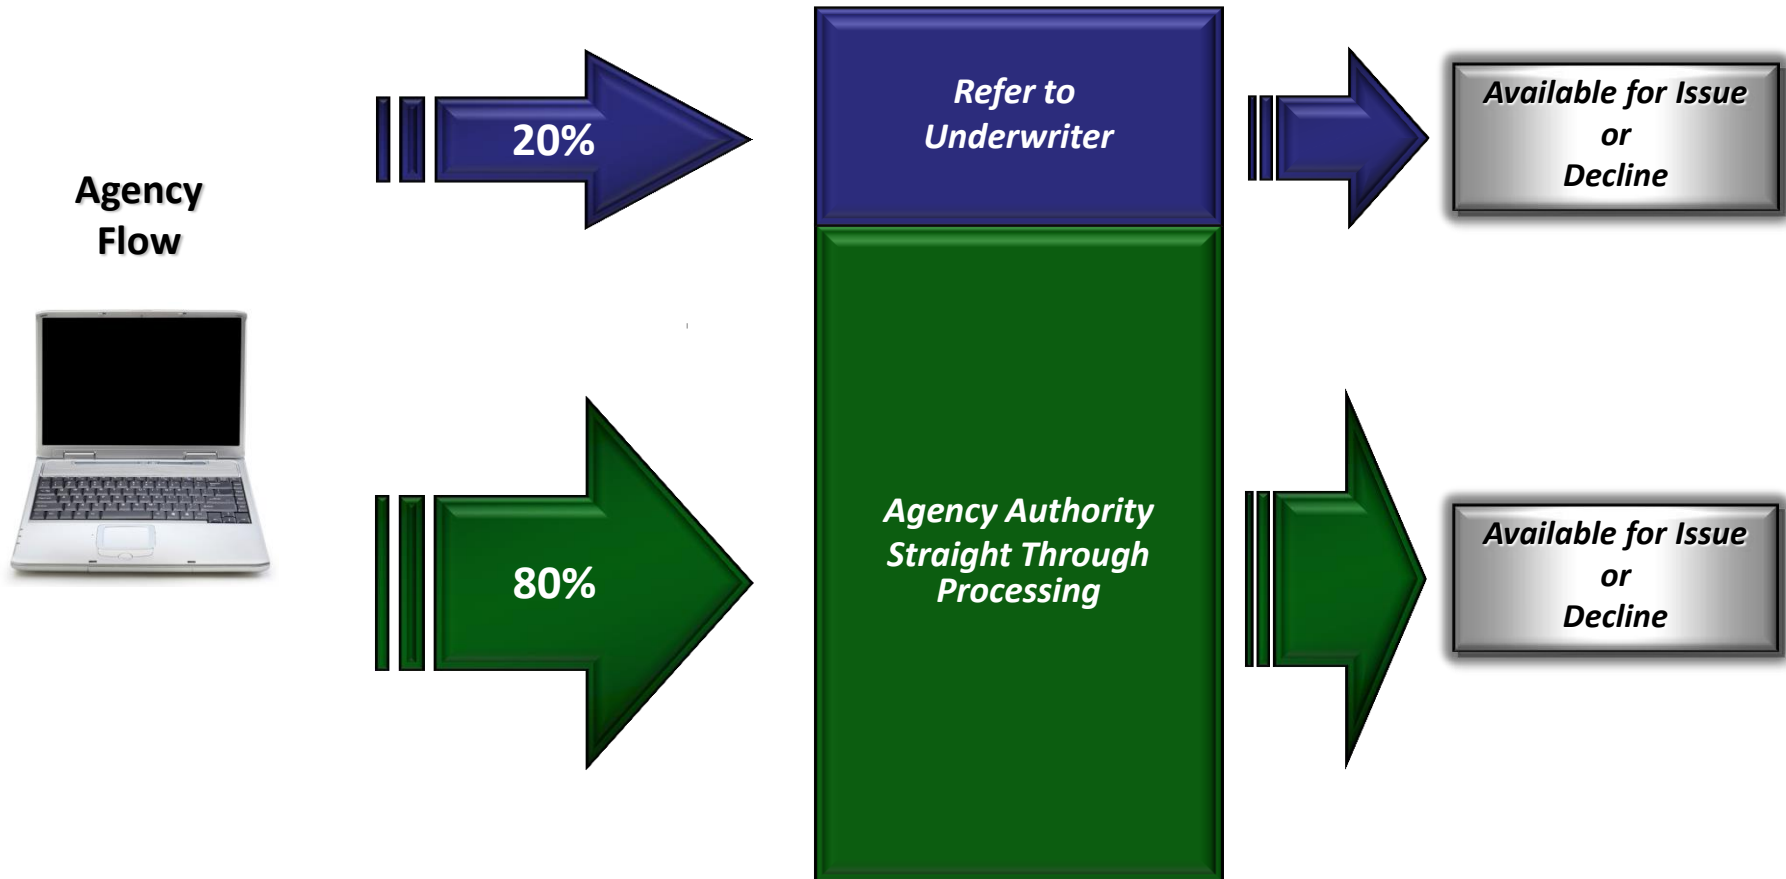 Agency
Flow
20%
Refer to
Underwriter
Available for Issue
or
Decline
80%
Agency Authority
Straight Through
Processing
Available for Issue
or
Decline